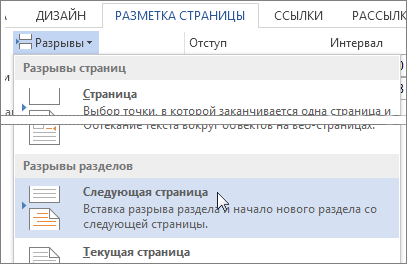 ДИЗАЙН РАЗМЕТКА СТРАНИЦЫ ССЫЛКИ РАССЫЛК
Разрывы Отступ Интервал
Разрывы страниц
Страница
Выбор точки, в которой заканчивается одна страница и
Обтекание текста вокруг объектов на веб-страницах.
Разрывы разделов
Следующая страница
Вставка разрыва раздела и начало нового раздела со
следующей страницы.
Текущая страница